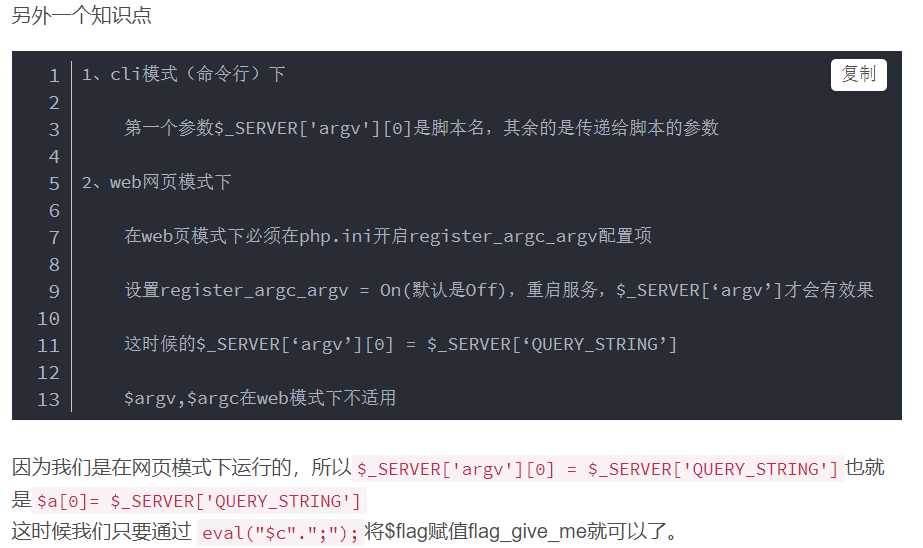 另外一个知识点
复制
1 1、cli模式（命令行）下
2
3 第一个参数$_SERVER['argv'][0]是脚本名，其余的是传递给脚本的参数
4
5 2、web网页模式下
6
7 在web页模式下必须在php.ini开启register_argc_argv配置项
8
9 设置register_argc_argv = On(默认是Off)，重启服务，$_SERVER[‘argv’]才会有效果
10
11 这时候的$_SERVER[‘argv’][0] = $_SERVER[‘QUERY_STRING’]
12
13 $argv,$argc在web模式下不适用
因为我们是在网页模式下运行的，所以$_SERVER['argv'][0] = $_SERVER['QUERY_STRING']也就
是$a[0]= $_SERVER['QUERY_STRING']
这时候我们只要通过 eval("$c".";"); 将$flag赋值flag_give_me就可以了。